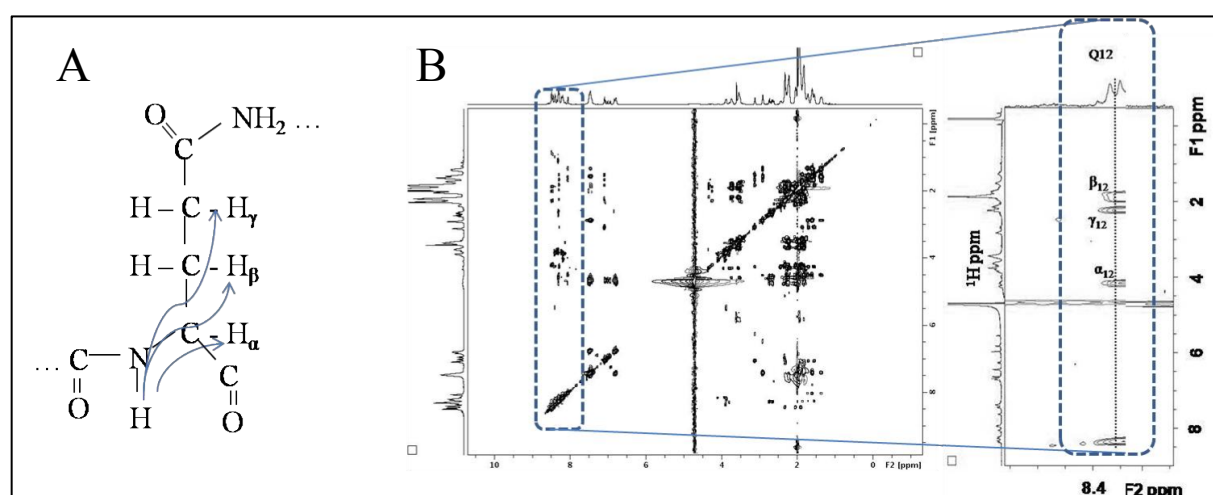 A
O
C
NH₂ ...
H – C – Hγ
H – C – Hβ
C – Hα
... C – N
O
H
C
O
B
F1 [ppm]
2
4
6
8
10
8
6
4
2
0
F2 [ppm]
Q12
β₁₂
γ₁₂
α₁₂
¹H ppm
F1 ppm
2
4
6
8
8.4
F2 ppm